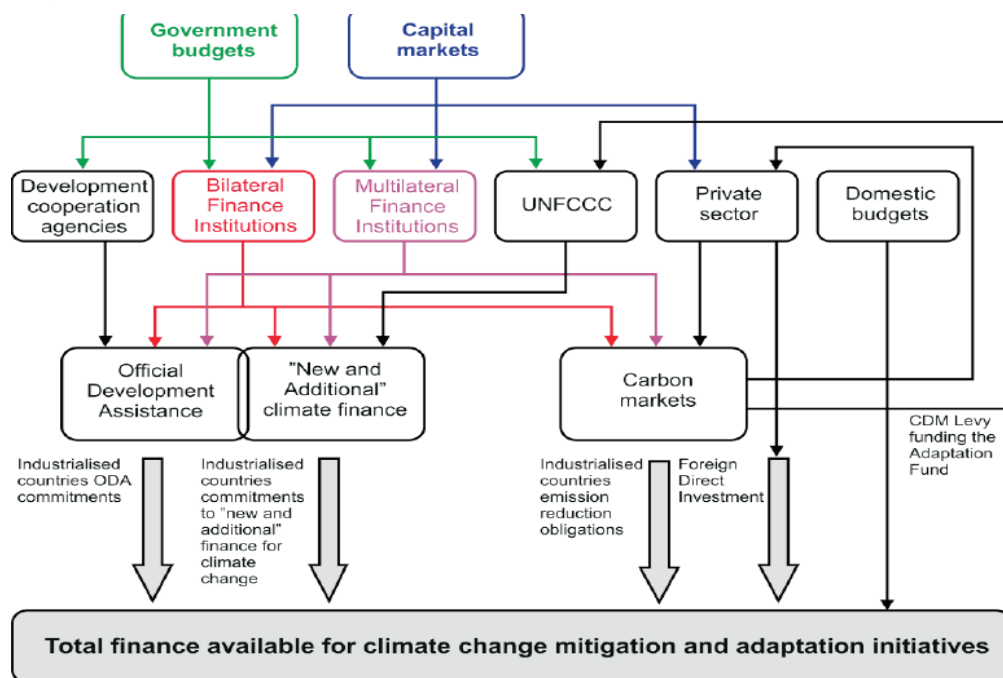 Government
budgets
Capital
markets
Development
cooperation
agencies
Bilateral
Finance
Institutions
Multilateral
Finance
Institutions
UNFCCC
Private
sector
Domestic
budgets
Official
Development
Assistance
"New and
Additional"
climate finance
Carbon
markets
CDM Levy
funding the
Adaptation
Fund
Industrialised
countries ODA
commitments
Industrialised
countries
commitments
to "new and
additional"
finance for
climate
change
Industrialised
countries
emission
reduction
obligations
Foreign
Direct
Investment
Total finance available for climate change mitigation and adaptation initiatives